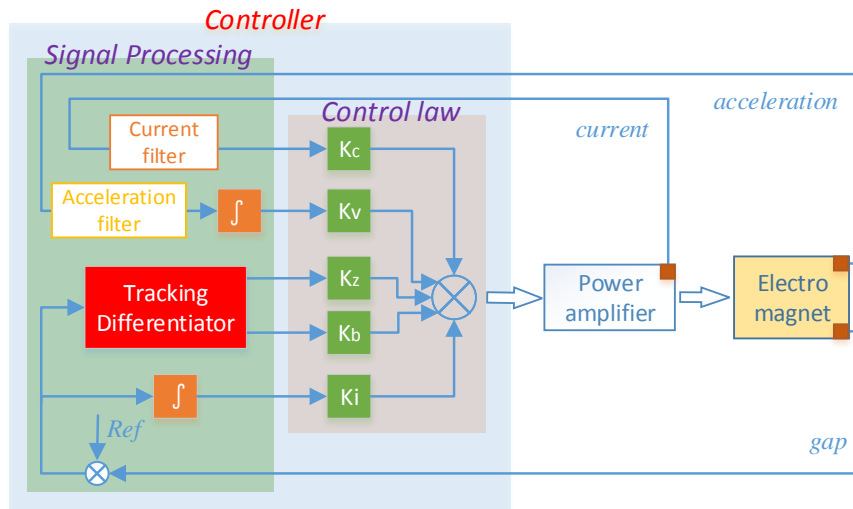 Controller
Signal Processing
acceleration
Control law
current
Current
filter
Kc
Acceleration
filter
∫
Kv
Tracking
Differentiator
Kz
Kb
Power
amplifier
Electro
magnet
∫
Ki
Ref
gap